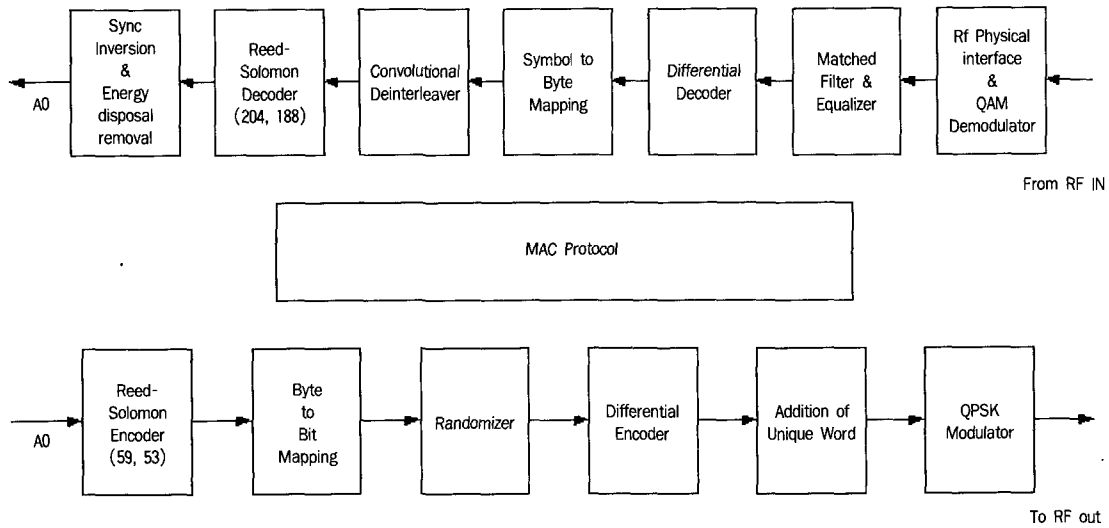 A0
Sync
Inversion
&
Energy
disposal
removal
Reed-
Solomon
Decoder
(204, 188)
Convolutional
Deinterleaver
Symbol to
Byte
Mapping
Differential
Decoder
Matched
Filter &
Equalizer
Rf Physical
interface
&
QAM
Demodulator
From RF IN
MAC Protocol
A0
Reed-
Solomon
Encoder
(59, 53)
Byte
to
Bit
Mapping
Randomizer
Differential
Encoder
Addition of
Unique Word
QPSK
Modulator
To RF out